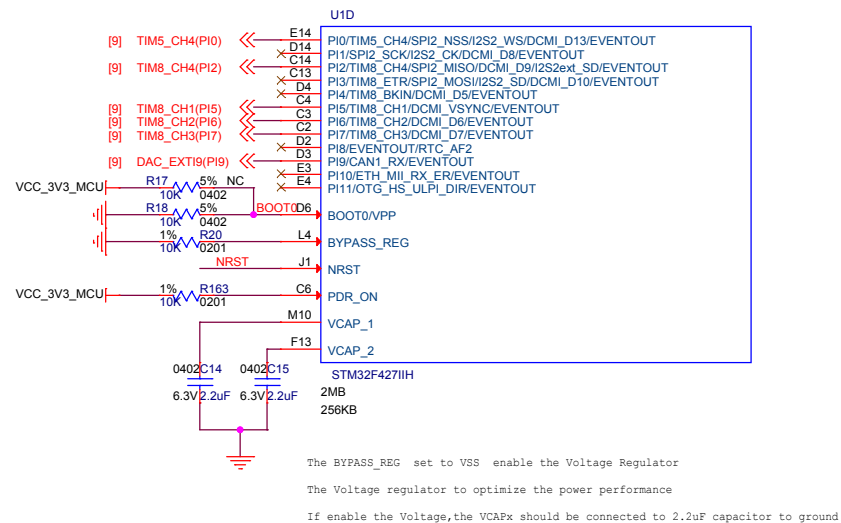 U1D
[9] TIM5_CH4(PI0) E14 PI0/TIM5_CH4/SPI2_NSS/I2S2_WS/DCMI_D13/EVENTOUT
D14 PI1/SPI2_SCK/I2S2_CK/DCMI_D8/EVENTOUT
[9] TIM8_CH4(PI2) C14 PI2/TIM8_CH4/SPI2_MISO/DCMI_D9/I2S2ext_SD/EVENTOUT
C13 PI3/TIM8_ETR/SPI2_MOSI/I2S2_SD/DCMI_D10/EVENTOUT
D4 PI4/TIM8_BKIN/DCMI_D5/EVENTOUT
[9] TIM8_CH1(PI5) C4 PI5/TIM8_CH1/DCMI_VSYNC/EVENTOUT
[9] TIM8_CH2(PI6) C3 PI6/TIM8_CH2/DCMI_D6/EVENTOUT
[9] TIM8_CH3(PI7) C2 PI7/TIM8_CH3/DCMI_D7/EVENTOUT
D2 PI8/EVENTOUT/RTC_AF2
[9] DAC_EXTI9(PI9) D3 PI9/CAN1_RX/EVENTOUT
E3 PI10/ETH_MII_RX_ER/EVENTOUT
E4 PI11/OTG_HS_ULPI_DIR/EVENTOUT
VCC_3V3_MCU R17 5% NC
10K 0402
R18 5% BOOT0 D6 BOOT0/VPP
10K 0402
1% R20 L4 BYPASS_REG
10K 0201
NRST J1 NRST
VCC_3V3_MCU 1% R163 C6 PDR_ON
10K 0201
M10 VCAP_1
F13 VCAP_2
0402 C14 0402 C15
6.3V 2.2uF 6.3V 2.2uF
STM32F427IIH
2MB
256KB
The BYPASS_REG set to VSS enable the Voltage Regulator
The Voltage regulator to optimize the power performance
If enable the Voltage,the VCAPx should be connected to 2.2uF capacitor to ground